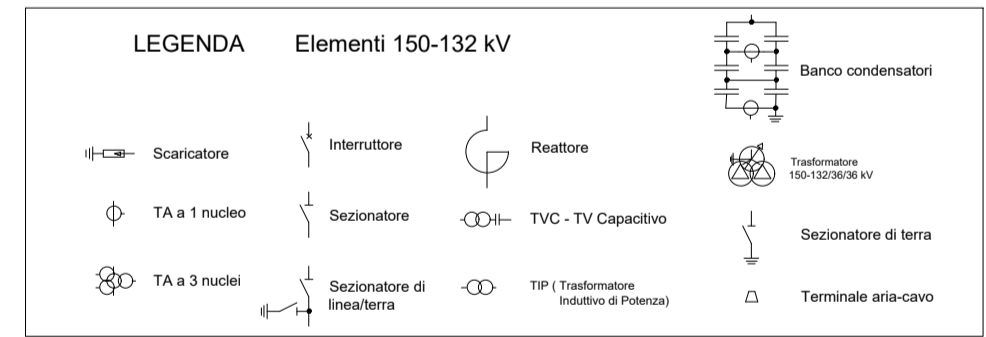 LEGENDA Elementi 150-132 kV
Scaricatore
TA a 1 nucleo
TA a 3 nuclei
Interruttore
Sezionatore
Sezionatore di
linea/terra
Reattore
TVC - TV Capacitivo
TIP ( Trasformatore
Induttivo di Potenza)
Banco condensatori
Trasformatore
150-132/36/36 kV
Sezionatore di terra
Terminale aria-cavo